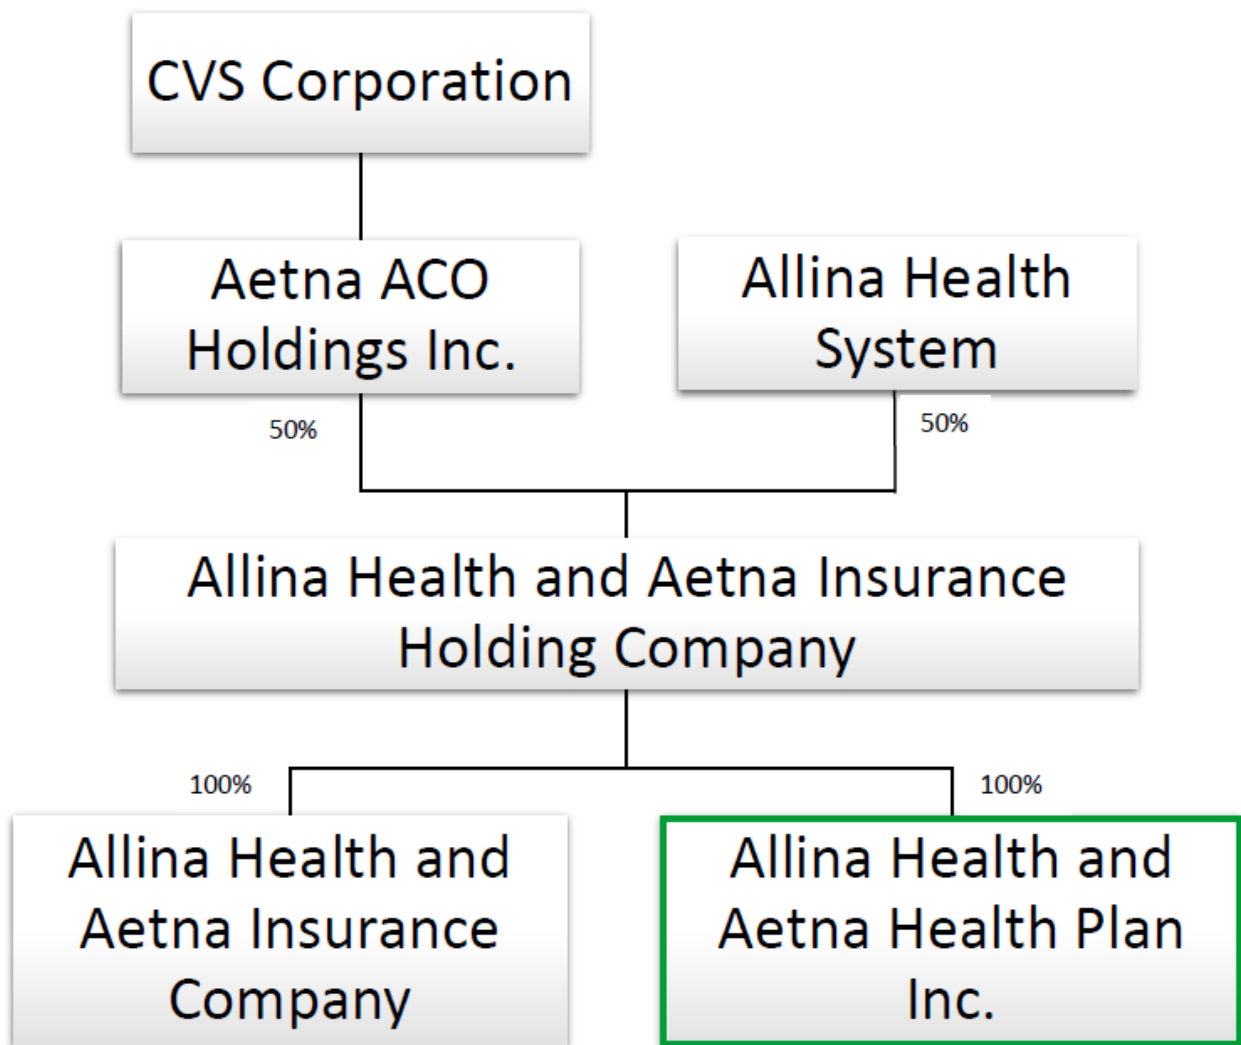 CVS Corporation
Aetna ACO
Holdings Inc.
Allina Health
System
50%
50%
Allina Health and Aetna Insurance
Holding Company
100%
100%
Allina Health and
Aetna Insurance
Company
Allina Health and
Aetna Health Plan
Inc.